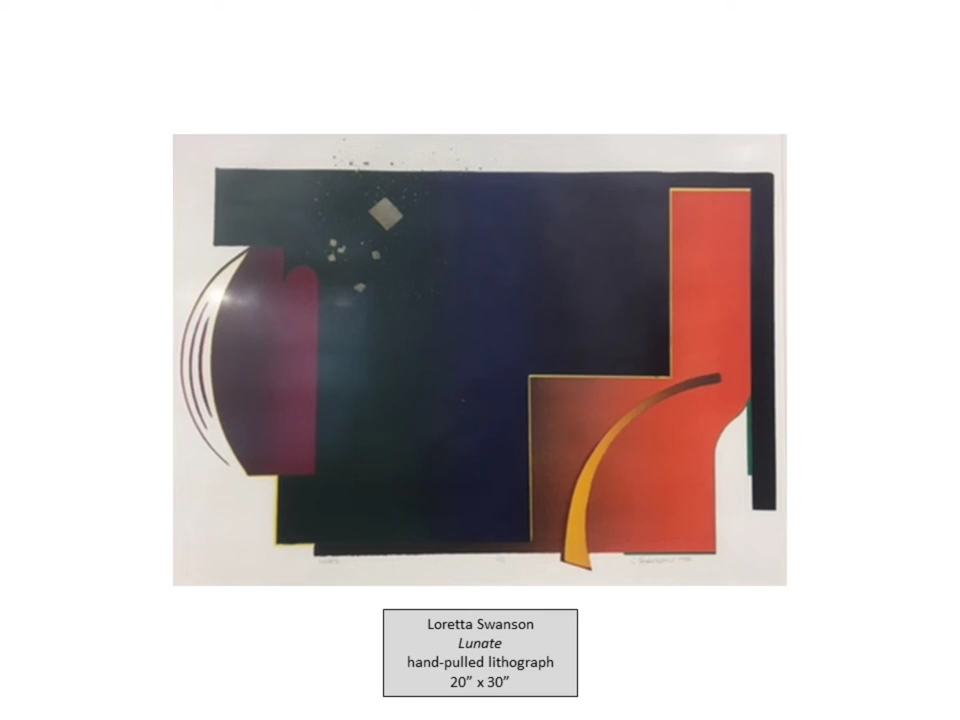 Loretta Swanson
Lunate
hand-pulled lithograph
20” x 30”